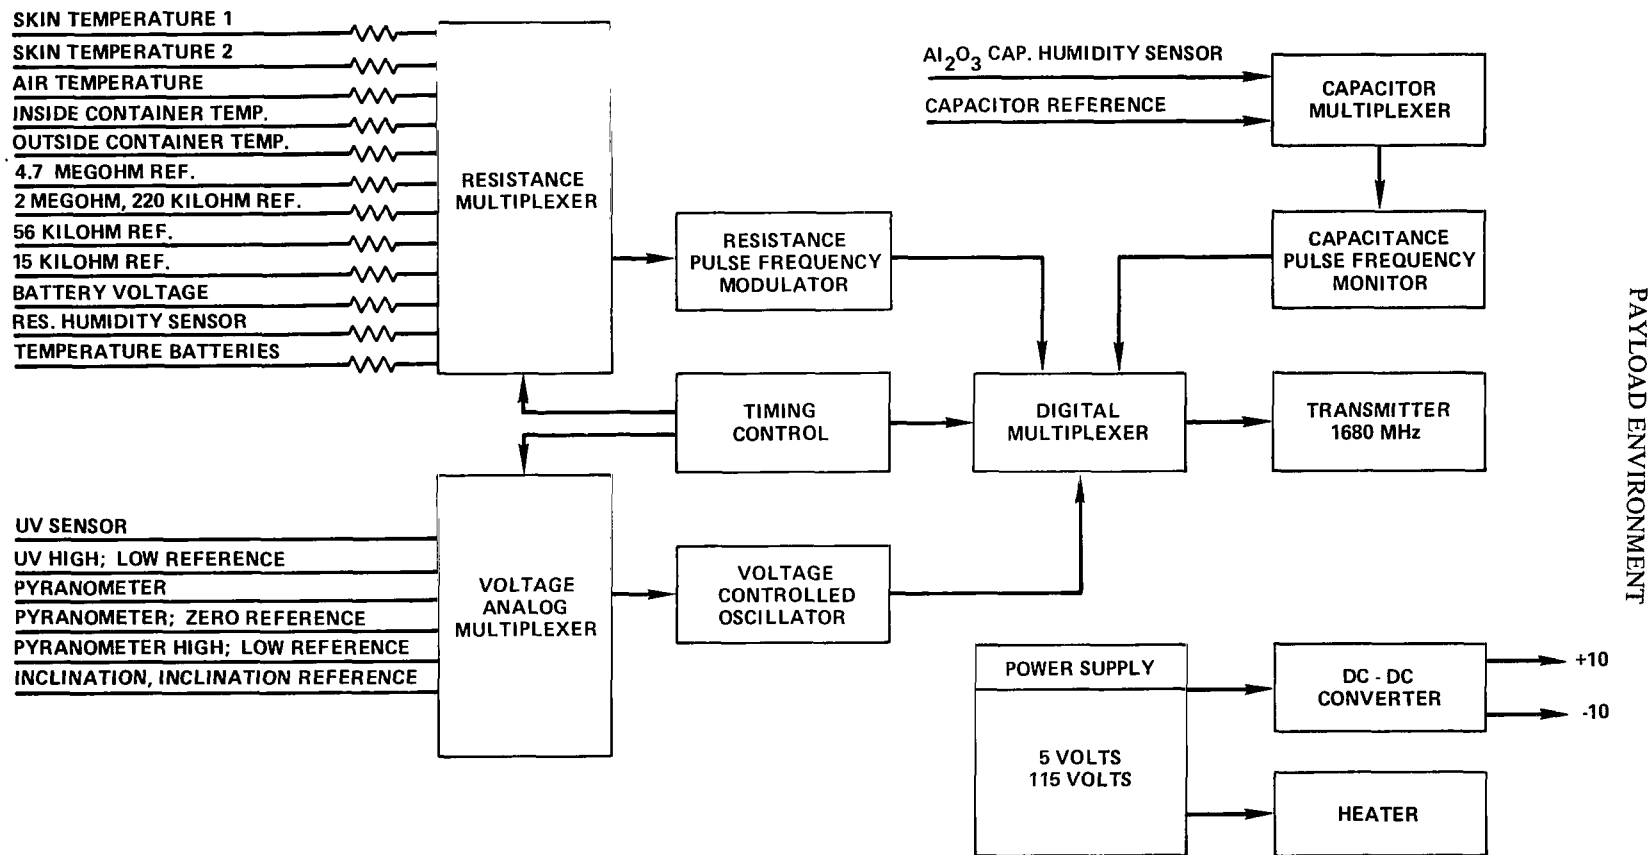 SKIN TEMPERATURE 1
SKIN TEMPERATURE 2
AIR TEMPERATURE
INSIDE CONTAINER TEMP.
OUTSIDE CONTAINER TEMP.
4.7 MEGOHM REF.
2 MEGOHM, 220 KILOHM REF.
56 KILOHM REF.
15 KILOHM REF.
BATTERY VOLTAGE
RES. HUMIDITY SENSOR
TEMPERATURE BATTERIES
RESISTANCE
MULTIPLEXER
RESISTANCE
PULSE FREQUENCY
MODULATOR
Al2O3 CAP. HUMIDITY SENSOR
CAPACITOR REFERENCE
CAPACITOR
MULTIPLEXER
CAPACITANCE
PULSE FREQUENCY
MONITOR
TIMING
CONTROL
DIGITAL
MULTIPLEXER
TRANSMITTER
1680 MHz
UV SENSOR
UV HIGH; LOW REFERENCE
PYRANOMETER
PYRANOMETER; ZERO REFERENCE
PYRANOMETER HIGH; LOW REFERENCE
INCLINATION, INCLINATION REFERENCE
VOLTAGE
ANALOG
MULTIPLEXER
VOLTAGE
CONTROLLED
OSCILLATOR
POWER SUPPLY
5 VOLTS
115 VOLTS
DC - DC
CONVERTER
+10
-10
HEATER
PAYLOAD ENVIRONMENT